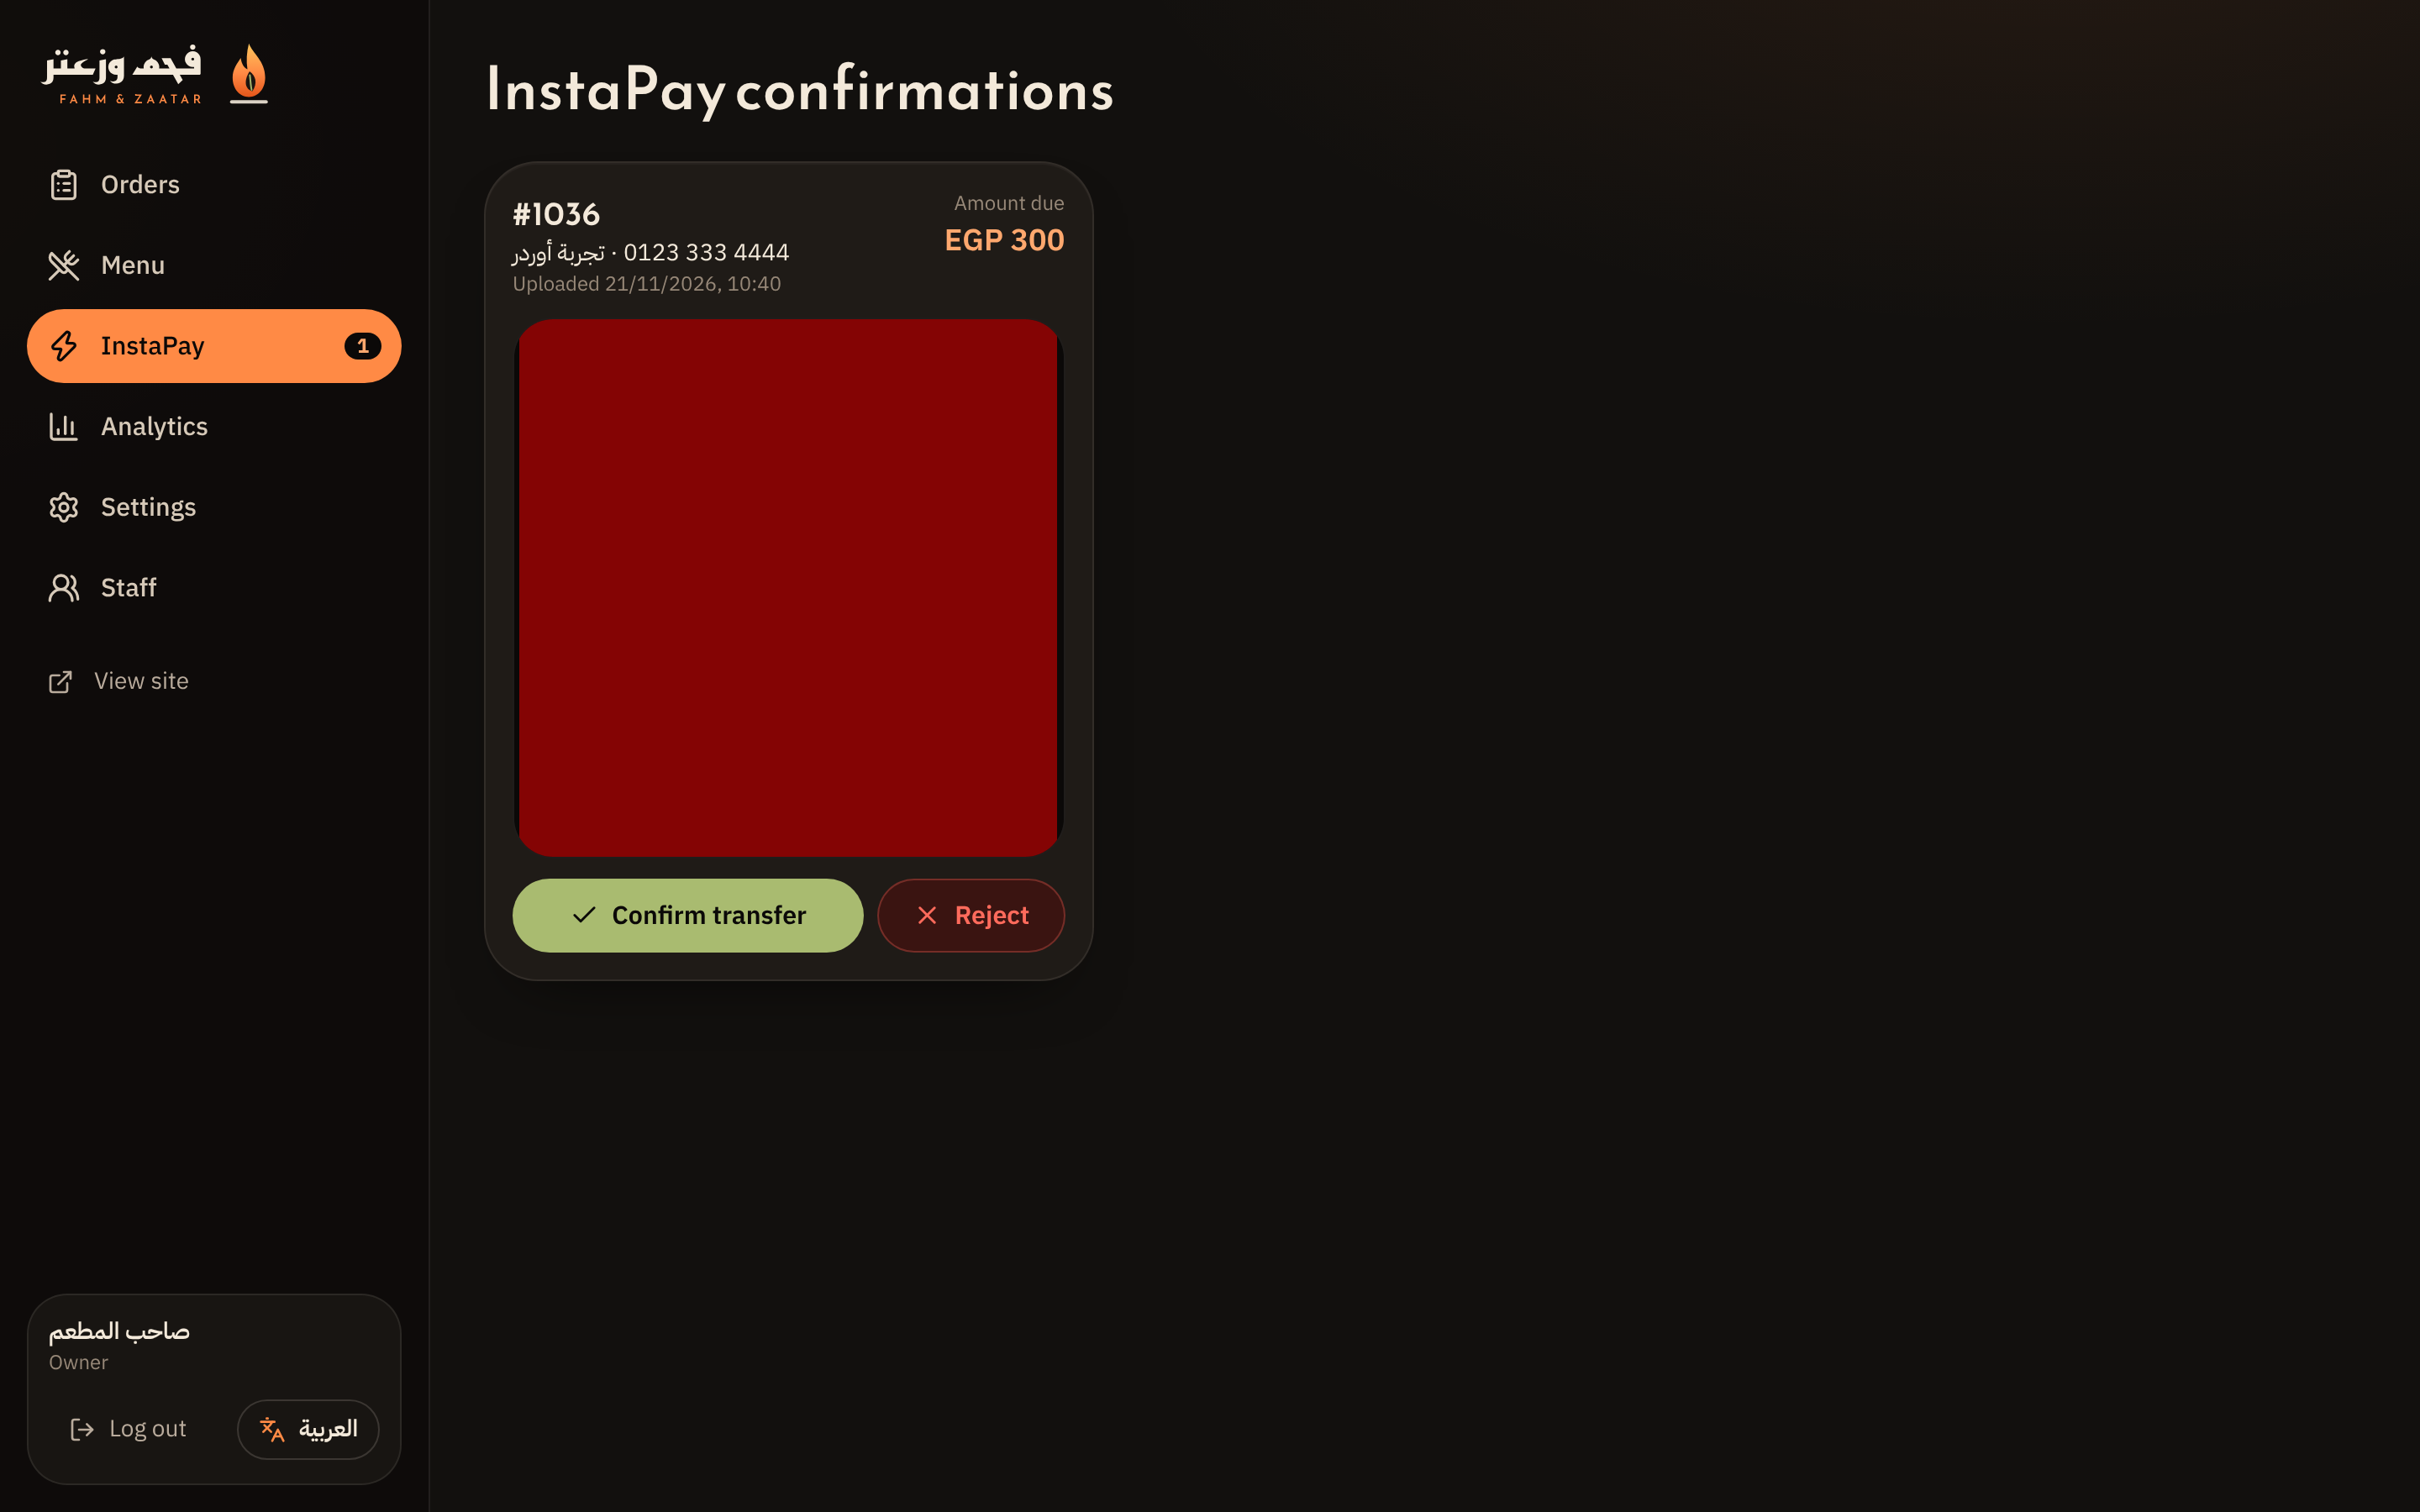 فحم وزعتر
FAHM & ZAATAR
Orders
Menu
InstaPay 1
Analytics
Settings
Staff
View site
صاحب المطعم
Owner
Log out
العربية
InstaPay confirmations
#1036
تجربة أوردر · 0123 333 4444
Uploaded 21/11/2026, 10:40
Amount due
EGP 300
Confirm transfer
Reject